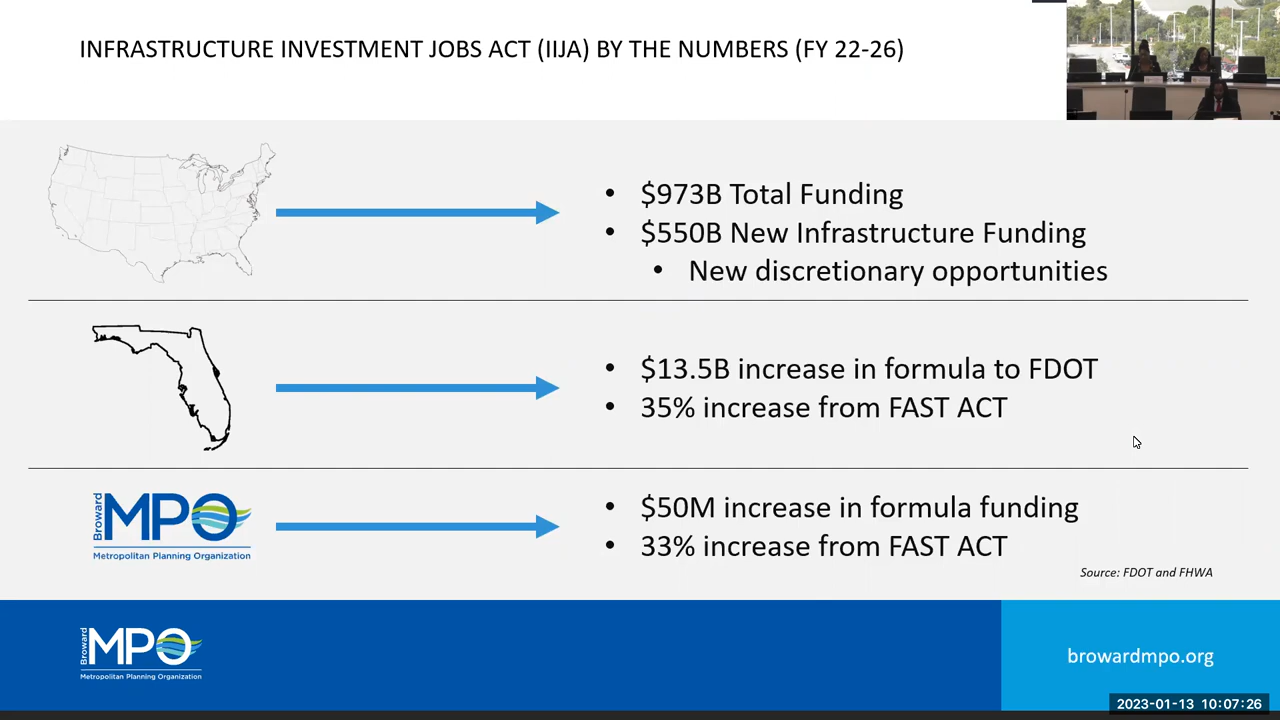 INFRASTRUCTURE INVESTMENT JOBS ACT (IIJA) BY THE NUMBERS (FY 22-26)
• $973B Total Funding
• $550B New Infrastructure Funding
• New discretionary opportunities
• $13.5B increase in formula to FDOT
• 35% increase from FAST ACT
Broward MPO
Metropolitan Planning Organization
• $50M increase in formula funding
• 33% increase from FAST ACT
Source: FDOT and FHWA
Broward MPO
Metropolitan Planning Organization
browardmpo.org
2023-01-13 10:07:26